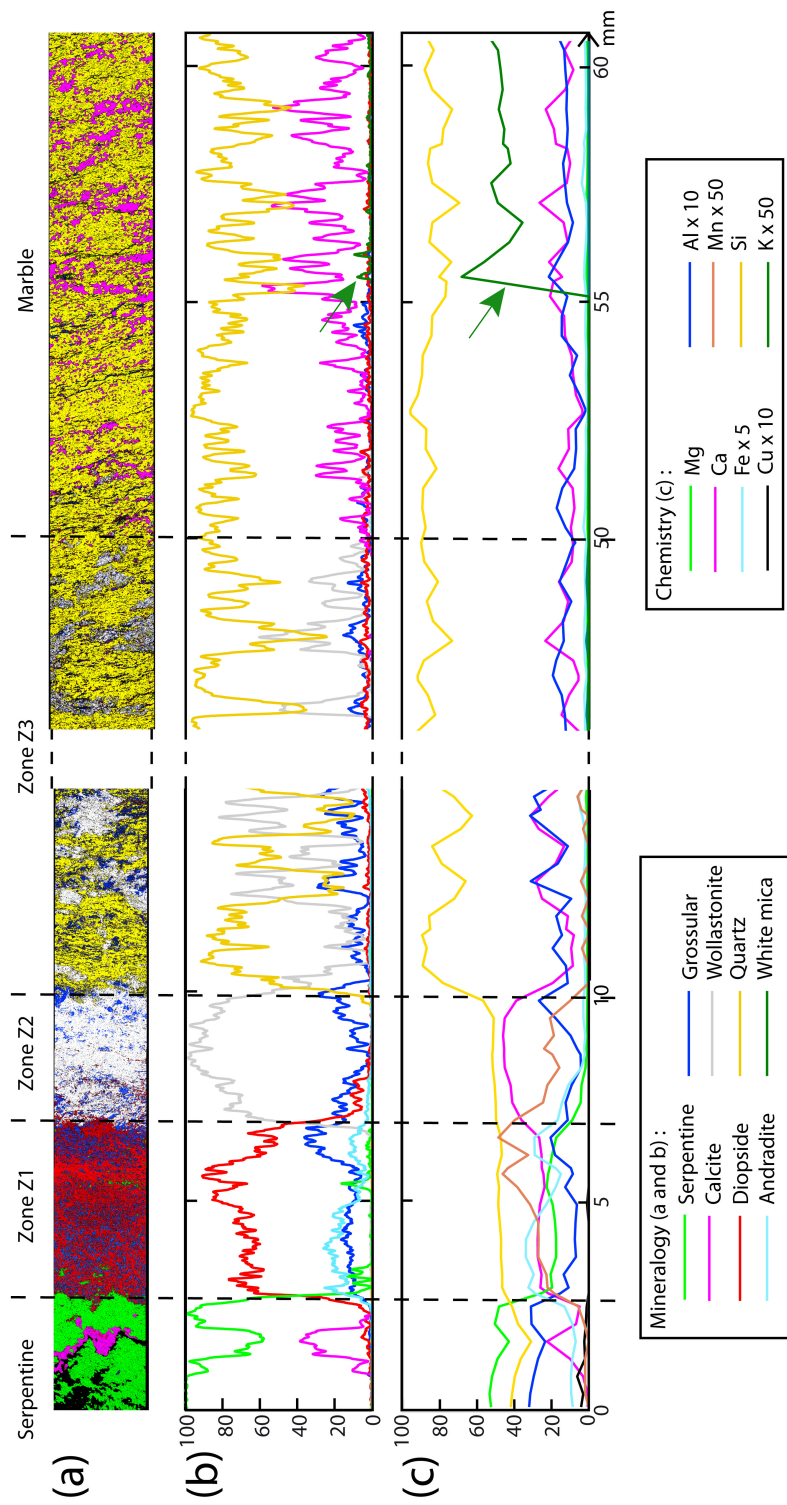 Serpentine
Zone Z1
Zone Z2
Zone Z3
Marble
(a)
(b)
100
80
60
40
20
0
(c)
100
80
60
40
20
0
0
5
10
50
55
60
mm
Mineralogy (a and b) :
Serpentine
Calcite
Diopside
Andradite
Grossular
Wollastonite
Quartz
White mica
Chemistry (c) :
Mg
Ca
Fe x 5
Cu x 10
Al x 10
Mn x 50
Si
K x 50